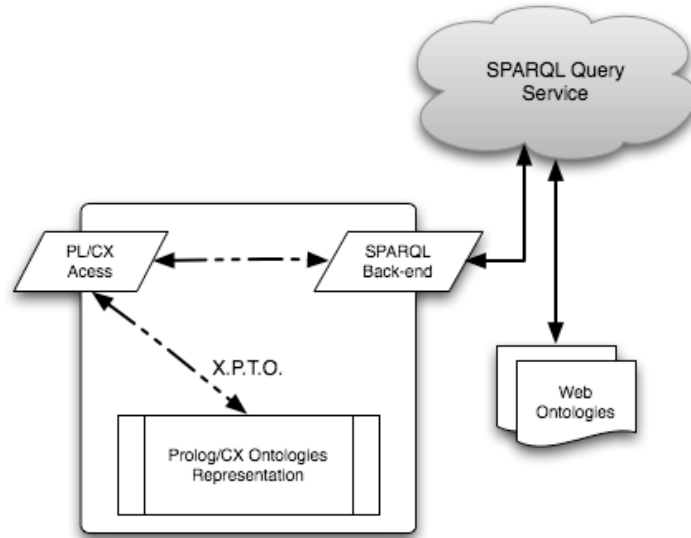 SPARQL Query
Service
PL/CX
Acess
SPARQL
Back-end
X.P.T.O.
Web
Ontologies
Prolog/CX Ontologies
Representation